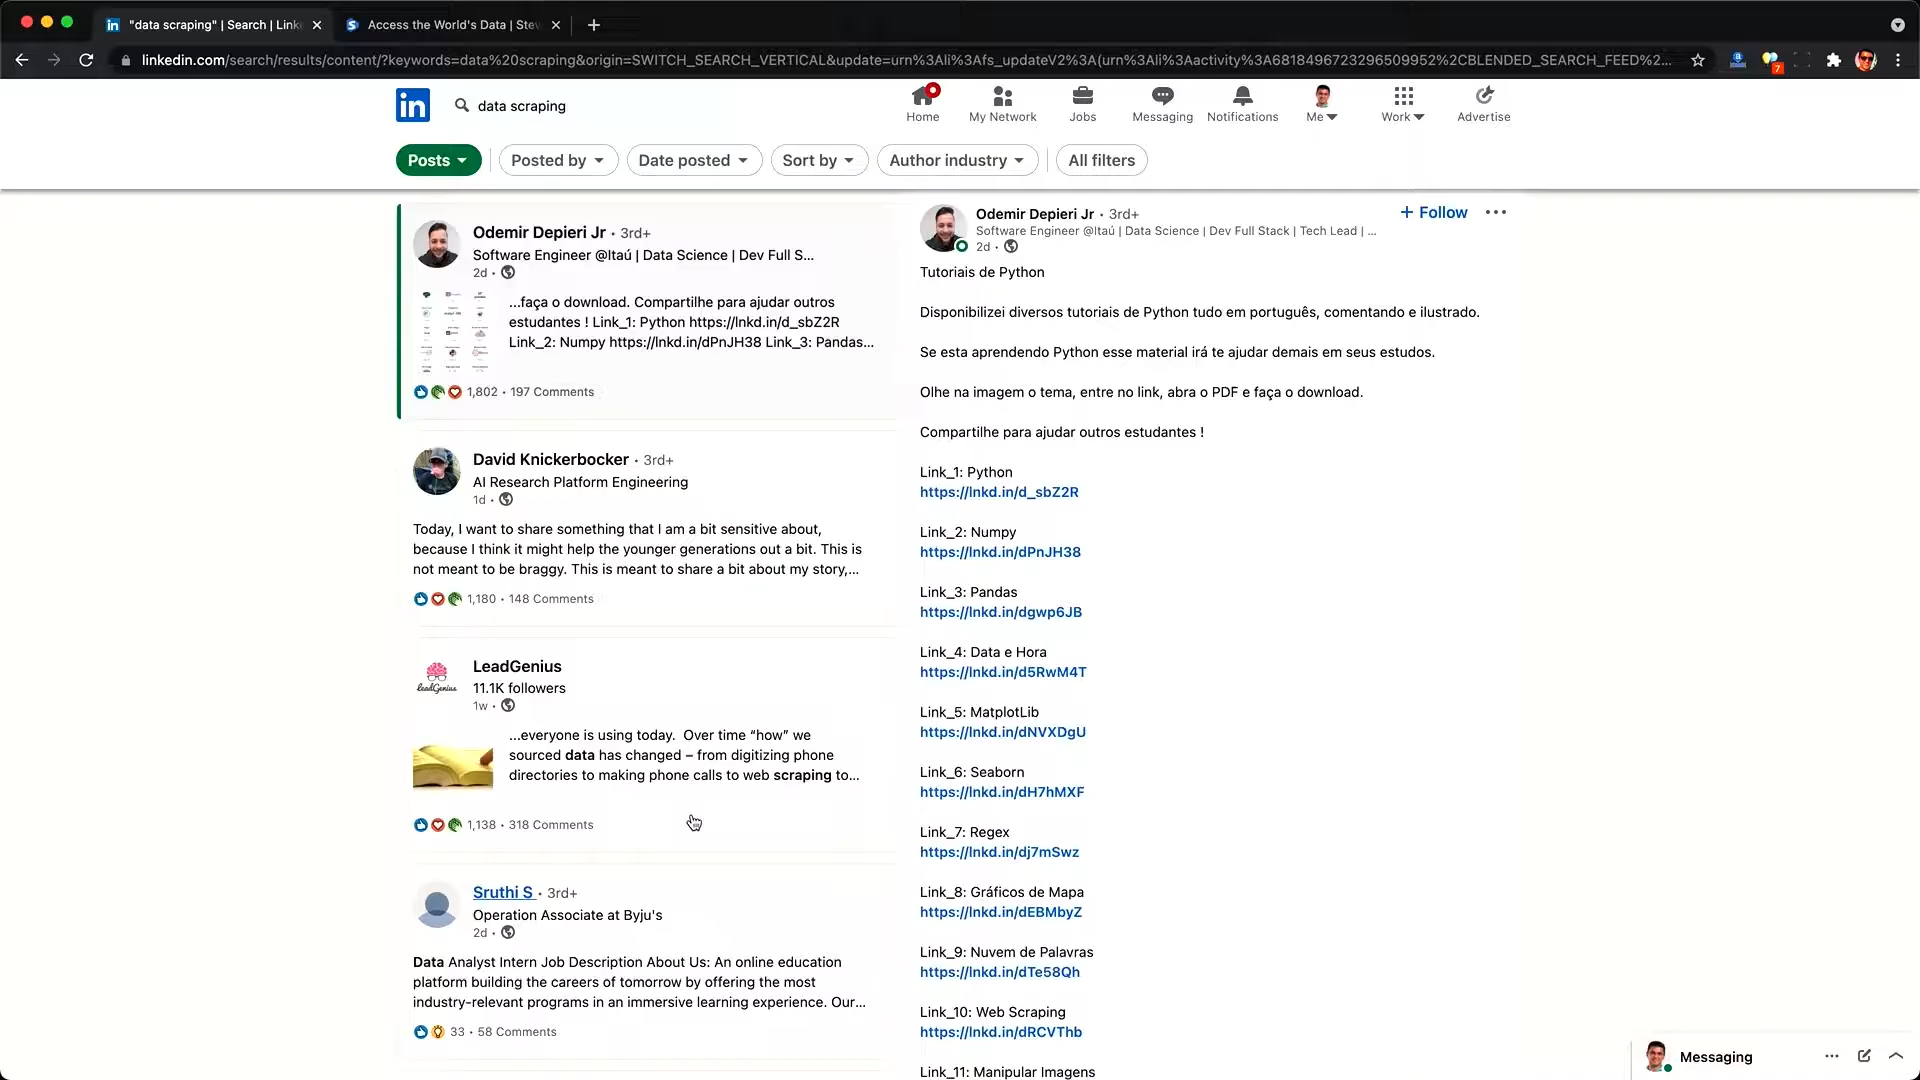 "data scraping" | Search | Linke
Access the World's Data | Stev
linkedin.com/search/results/content/?keywords=data%20scraping&origin=SWITCH_SEARCH_VERTICAL&update=urn%3Ali%3Afs_updateV2%3A(urn%3Ali%3Aactivity%3A6818496723296509952%2CBLENDED_SEARCH_FEED%2...
7
in
data scraping
Home
My Network
Jobs
Messaging
Notifications
Me
Work
Advertise
Posts
Posted by
Date posted
Sort by
Author industry
All filters
Odemir Depieri Jr • 3rd+
Software Engineer @Itaú | Data Science | Dev Full S...
2d •
...faça o download. Compartilhe para ajudar outros
estudantes ! Link_1: Python https://lnkd.in/d_sbZ2R
Link_2: Numpy https://lnkd.in/dPnJH38 Link_3: Pandas...
1,802 • 197 Comments
David Knickerbocker • 3rd+
AI Research Platform Engineering
1d •
Today, I want to share something that I am a bit sensitive about,
because I think it might help the younger generations out a bit. This is
not meant to be braggy. This is meant to share a bit about my story,...
1,180 • 148 Comments
LeadGenius
LeadGenius
11.1K followers
1w •
...everyone is using today.  Over time “how” we
sourced data has changed – from digitizing phone
directories to making phone calls to web scraping to...
1,138 • 318 Comments
Sruthi S • 3rd+
Operation Associate at Byju's
2d •
Data Analyst Intern Job Description About Us: An online education
platform building the careers of tomorrow by offering the most
industry-relevant programs in an immersive learning experience. Our...
33 • 58 Comments
Odemir Depieri Jr • 3rd+
+ Follow
Software Engineer @Itaú | Data Science | Dev Full Stack | Tech Lead | ...
2d •
Tutoriais de Python
Disponibilizei diversos tutoriais de Python tudo em português, comentando e ilustrado.
Se esta aprendendo Python esse material irá te ajudar demais em seus estudos.
Olhe na imagem o tema, entre no link, abra o PDF e faça o download.
Compartilhe para ajudar outros estudantes !
Link_1: Python
https://lnkd.in/d_sbZ2R
Link_2: Numpy
https://lnkd.in/dPnJH38
Link_3: Pandas
https://lnkd.in/dgwp6JB
Link_4: Data e Hora
https://lnkd.in/d5RwM4T
Link_5: MatplotLib
https://lnkd.in/dNVXDgU
Link_6: Seaborn
https://lnkd.in/dH7hMXF
Link_7: Regex
https://lnkd.in/dj7mSwz
Link_8: Gráficos de Mapa
https://lnkd.in/dEBMbyZ
Link_9: Nuvem de Palavras
https://lnkd.in/dTe58Qh
Link_10: Web Scraping
https://lnkd.in/dRCVThb
Link_11: Manipular Imagens
Messaging